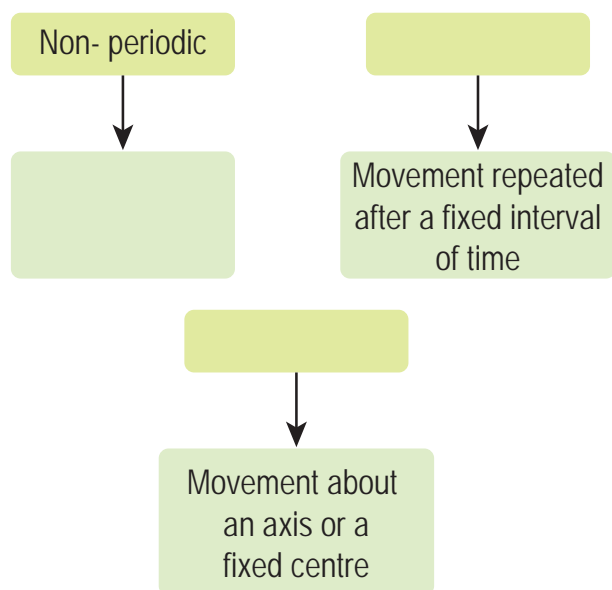 Non- periodic
Movement repeated
after a fixed interval
of time
Movement about
an axis or a
fixed centre